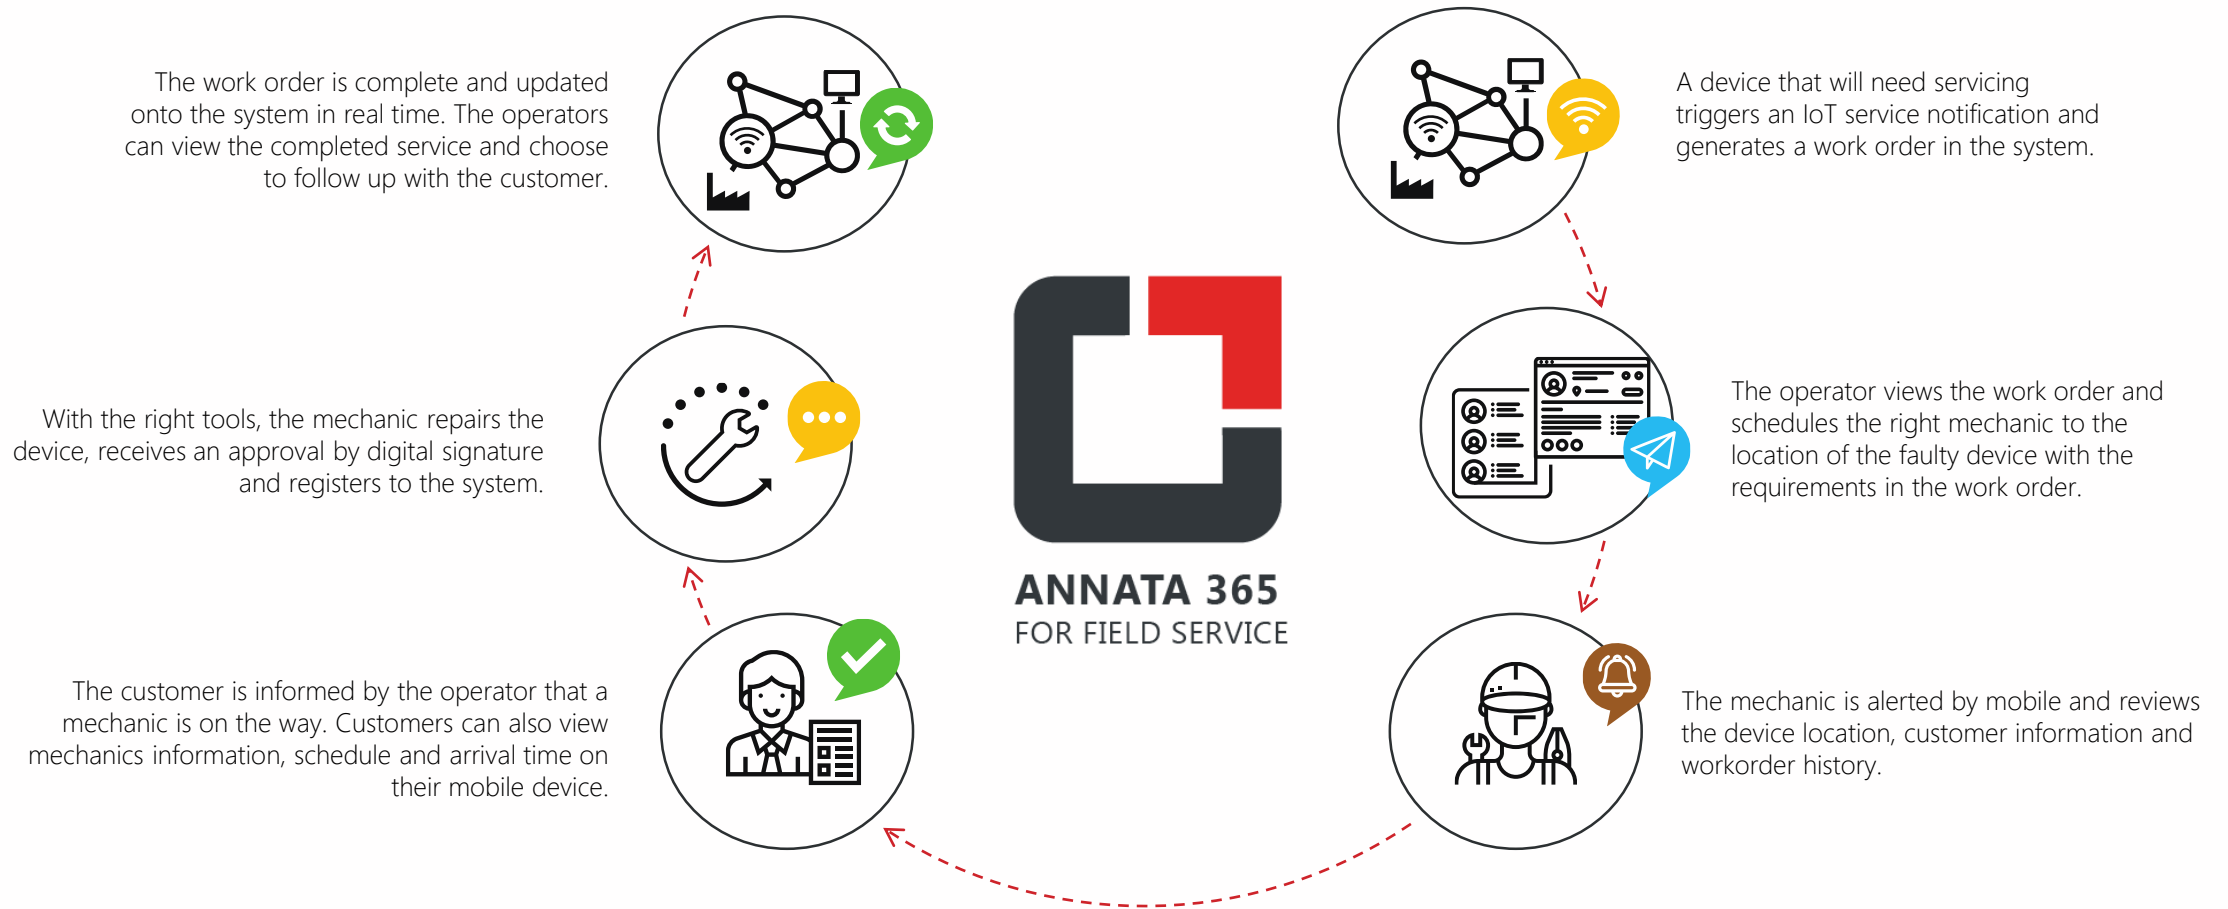 The work order is complete and updated
onto the system in real time. The operators
can view the completed service and choose
to follow up with the customer.
A device that will need servicing
triggers an IoT service notification and
generates a work order in the system.
With the right tools, the mechanic repairs the
device, receives an approval by digital signature
and registers to the system.
The operator views the work order and
schedules the right mechanic to the
location of the faulty device with the
requirements in the work order.
ANNATA 365
FOR FIELD SERVICE
The customer is informed by the operator that a
mechanic is on the way. Customers can also view
mechanics information, schedule and arrival time on
their mobile device.
The mechanic is alerted by mobile and reviews
the device location, customer information and
workorder history.